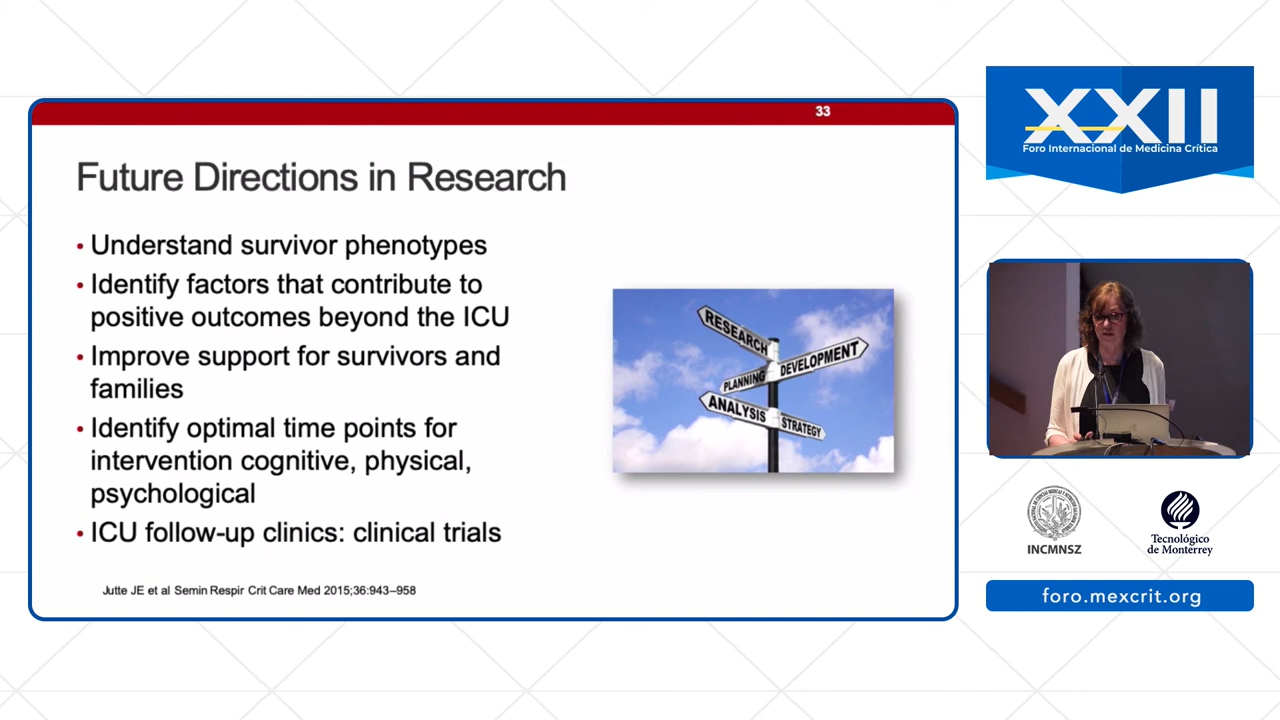 33
Future Directions in Research
• Understand survivor phenotypes
• Identify factors that contribute to
positive outcomes beyond the ICU
• Improve support for survivors and
families
• Identify optimal time points for
intervention cognitive, physical,
psychological
• ICU follow-up clinics: clinical trials
Jutte JE et al Semin Respir Crit Care Med 2015;36:943–958
RESEARCH
DEVELOPMENT
PLANNING
ANALYSIS
STRATEGY
XXII
Foro Internacional de Medicina Crítica
INCMNSZ
Tecnológico
de Monterrey
foro.mexcrit.org